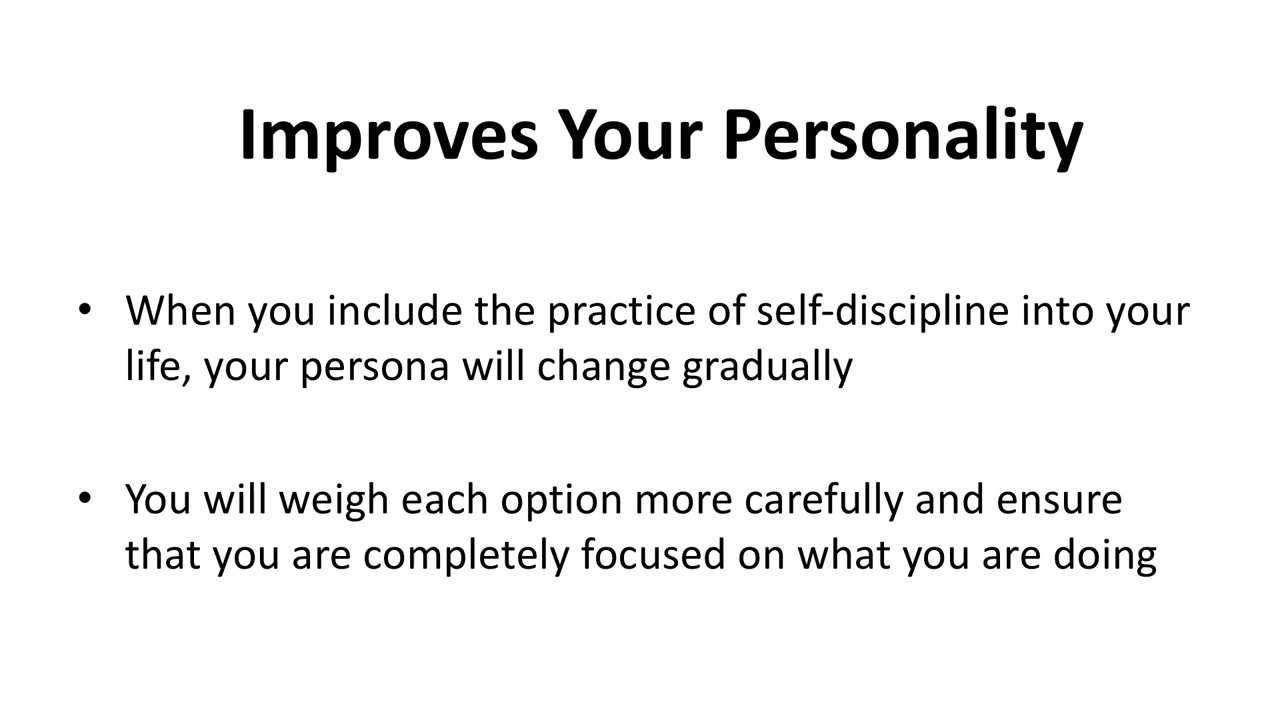 Improves Your Personality
• When you include the practice of self-discipline into your
life, your persona will change gradually
• You will weigh each option more carefully and ensure
that you are completely focused on what you are doing